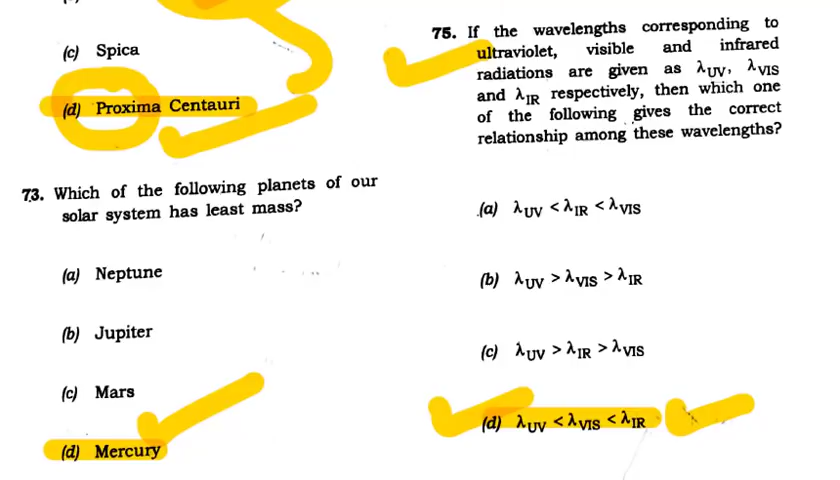 (c) Spica
(d) Proxima Centauri
73. Which of the following planets of our
solar system has least mass?
(a) Neptune
(b) Jupiter
(c) Mars
(d) Mercury
75. If the wavelengths corresponding to
ultraviolet, visible and infrared
radiations are given as λUV, λVIS
and λIR respectively, then which one
of the following gives the correct
relationship among these wavelengths?
(a) λUV < λIR < λVIS
(b) λUV > λVIS > λIR
(c) λUV > λIR > λVIS
(d) λUV < λVIS < λIR